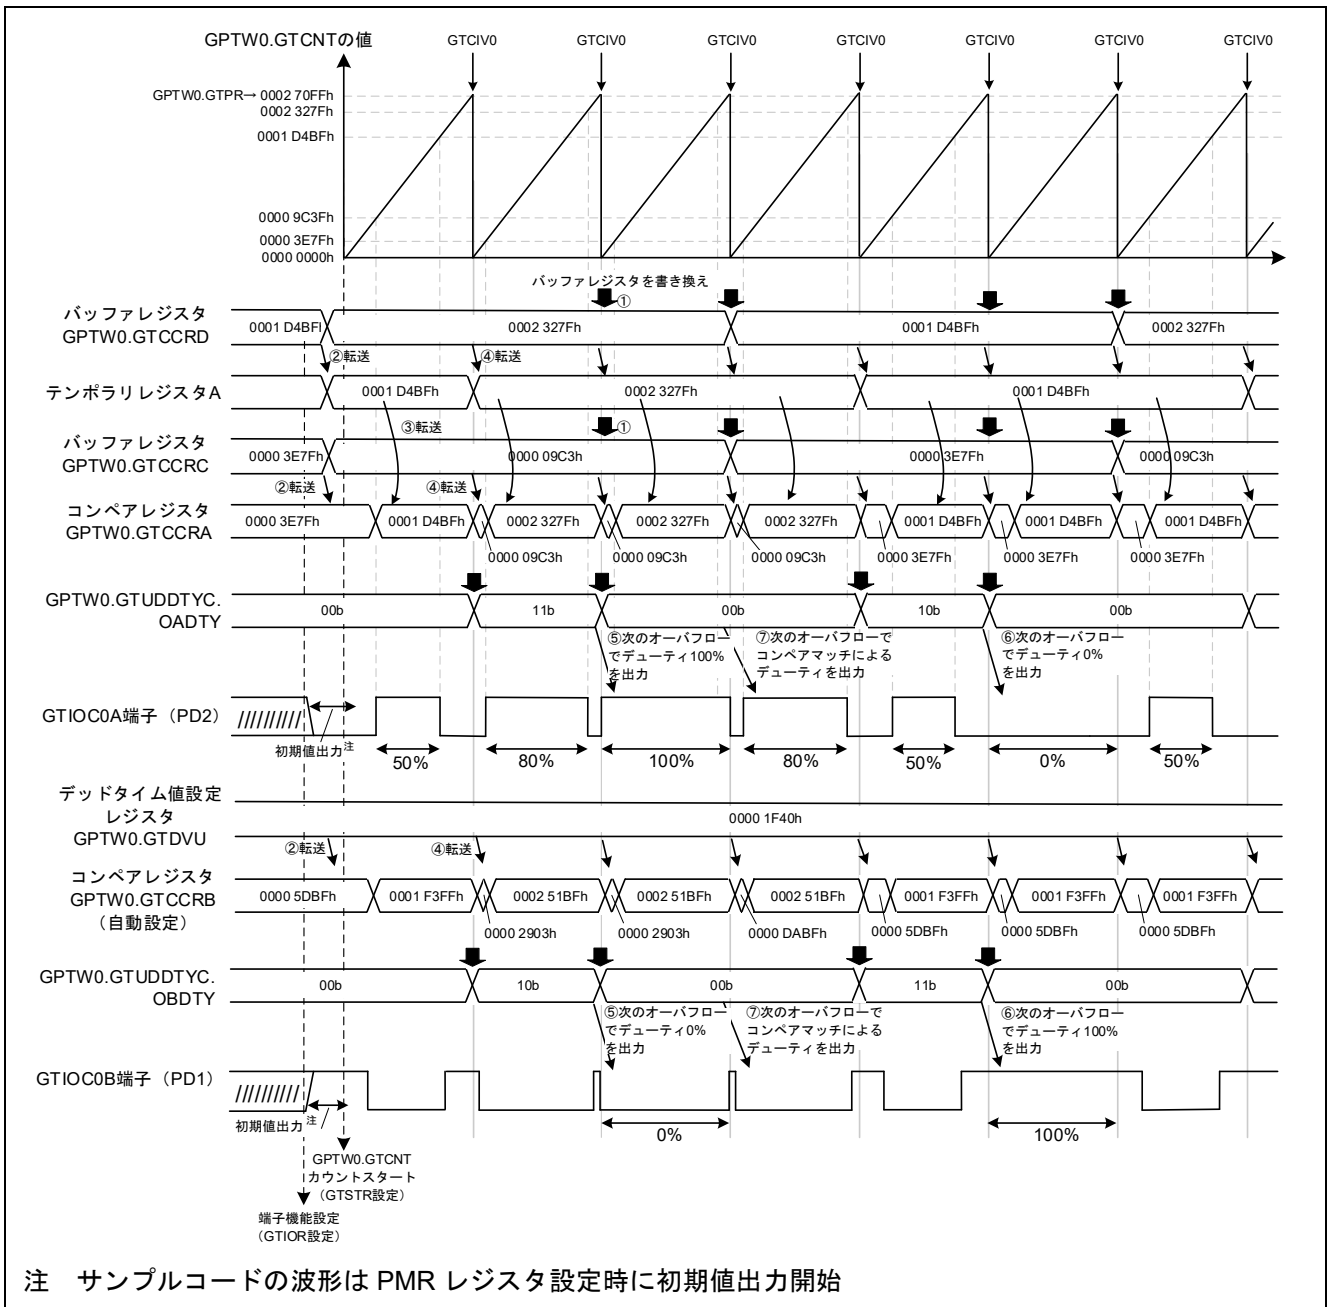 GPTW0.GTCNTの値
GTCIV0 GTCIV0 GTCIV0 GTCIV0 GTCIV0 GTCIV0 GTCIV0
GPTW0.GTPR→ 0002 70FFh
0002 327Fh
0001 D4BFh
0000 9C3Fh
0000 3E7Fh
0000 0000h
バッファレジスタを書き換え
①
バッファレジスタ
GPTW0.GTCCRD
0001 D4BFl 0002 327Fh 0001 D4BFh 0002 327Fh
②転送 ④転送
テンポラリレジスタA
0001 D4BFh 0002 327Fh 0001 D4BFh
③転送 ①
バッファレジスタ
GPTW0.GTCCRC
0000 3E7Fh 0000 09C3h 0000 3E7Fh 0000 09C3h
②転送 ④転送
コンペアレジスタ
GPTW0.GTCCRA
0000 3E7Fh 0001 D4BFh 0002 327Fh 0002 327Fh 0002 327Fh 0001 D4BFh 0001 D4BFh 0001 D4BFh
0000 09C3h 0000 09C3h 0000 09C3h 0000 3E7Fh 0000 3E7Fh 0000 3E7Fh
GPTW0.GTUDDTYC.
OADTY
00b 11b 00b 10b 00b
⑤次のオーバフロー
でデューティ100%
を出力
⑦次のオーバフローで
コンペアマッチによる
デューティを出力
⑥次のオーバフロー
でデューティ0%
を出力
GTIOC0A端子（PD2）
初期値出力注
50% 80% 100% 80% 50% 0% 50%
デッドタイム値設定
レジスタ
GPTW0.GTDVU
0000 1F40h
②転送 ④転送
コンペアレジスタ
GPTW0.GTCCRB
（自動設定）
0000 5DBFh 0001 F3FFh 0002 51BFh 0002 51BFh 0002 51BFh 0001 F3FFh 0001 F3FFh 0001 F3FFh
0000 2903h 0000 2903h 0000 DABFh 0000 5DBFh 0000 5DBFh 0000 5DBFh
GPTW0.GTUDDTYC.
OBDTY
00b 10b 00b 11b 00b
⑤次のオーバフロー
でデューティ0%
を出力
⑦次のオーバフローで
コンペアマッチによる
デューティを出力
⑥次のオーバフロー
でデューティ100%
を出力
GTIOC0B端子（PD1）
初期値出力注
0% 100%
GPTW0.GTCNT
カウントスタート
（GTSTR設定）
端子機能設定
（GTIOR設定）
注 サンプルコードの波形は PMR レジスタ設定時に初期値出力開始